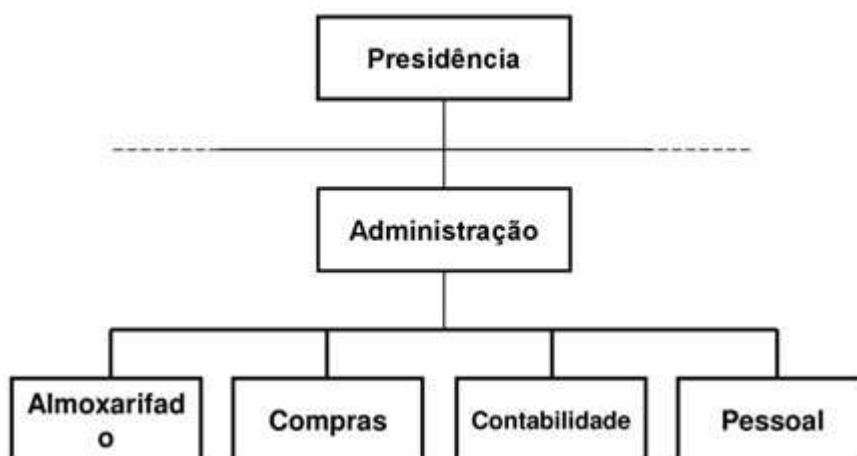 Presidência
Administração
Almoxarifad
o
Compras
Contabilidade
Pessoal